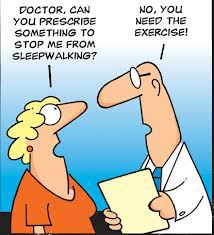 DOCTOR, CAN
YOU PRESCRIBE
SOMETHING TO
STOP ME FROM
SLEEPWALKING?
NO, YOU
NEED THE
EXERCISE!